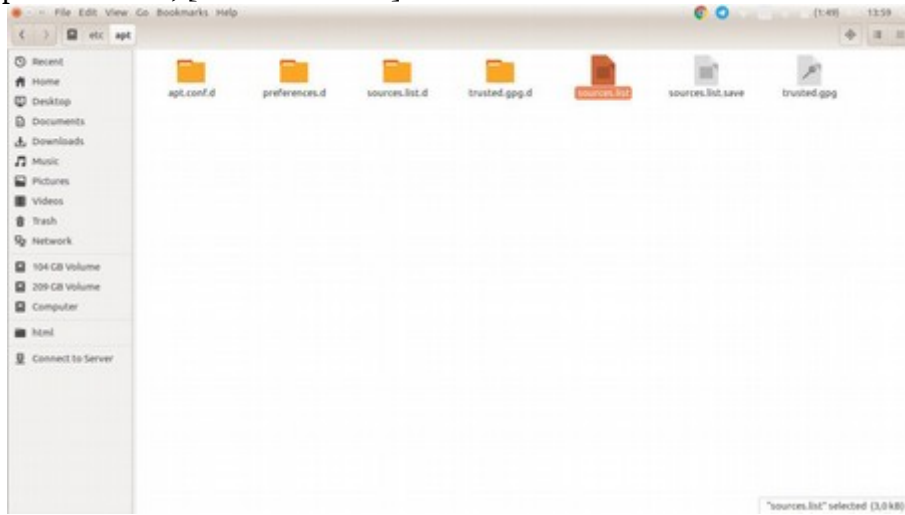 File Edit View Go Bookmarks Help (1:49) 13:59
etc apt
Recent
Home
Desktop
Documents
Downloads
Music
Pictures
Videos
Trash
Network
104 GB Volume
209 GB Volume
Computer
html
Connect to Server
apt.conf.d preferences.d sources.list.d trusted.gpg.d sources.list sources.list.save trusted.gpg
"sources.list" selected (3,0 kB)